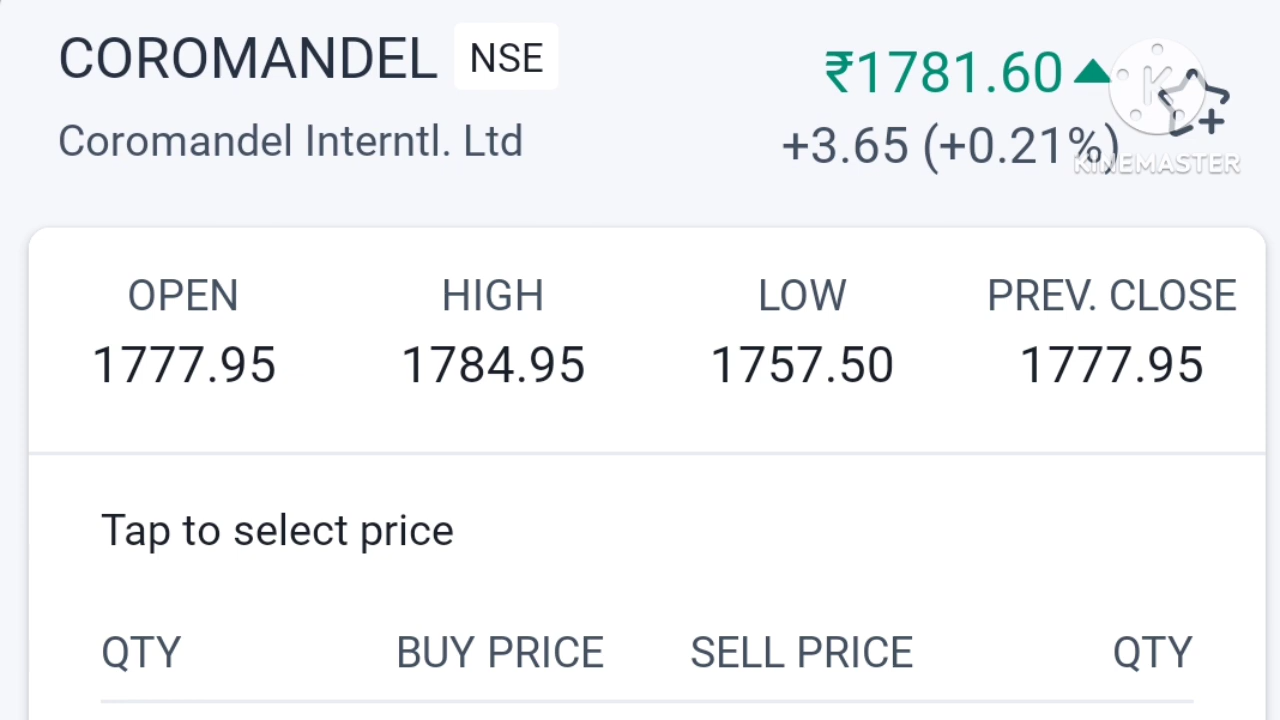 COROMANDEL NSE
₹1781.60 ▲
Coromandel Interntl. Ltd
+3.65 (+0.21%)
K
KINEMASTER
OPEN HIGH LOW PREV. CLOSE
1777.95 1784.95 1757.50 1777.95
Tap to select price
QTY BUY PRICE SELL PRICE QTY